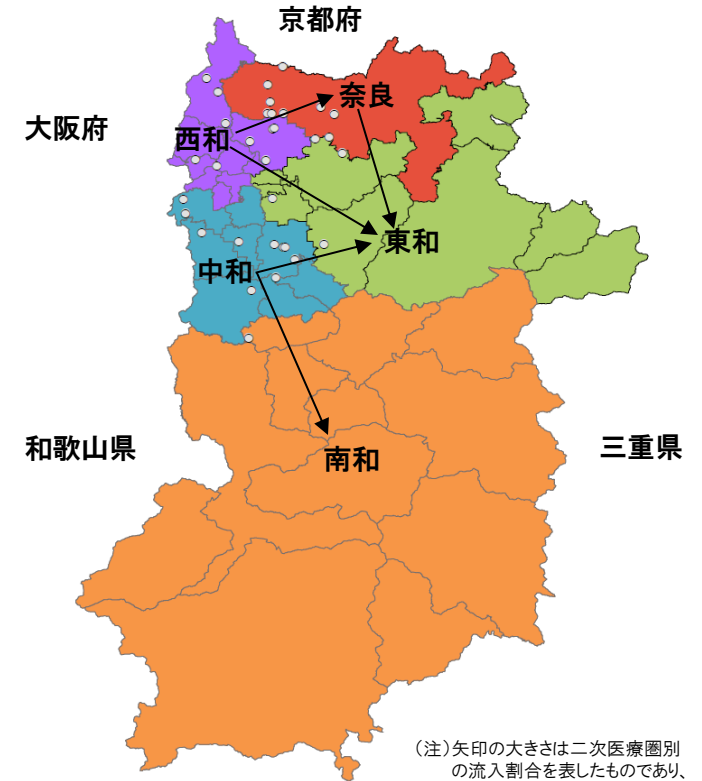 京都府
奈良
大阪府
西和
東和
中和
和歌山県
三重県
南和
（注）矢印の大きさは二次医療圏別
の流入割合を表したものであり、